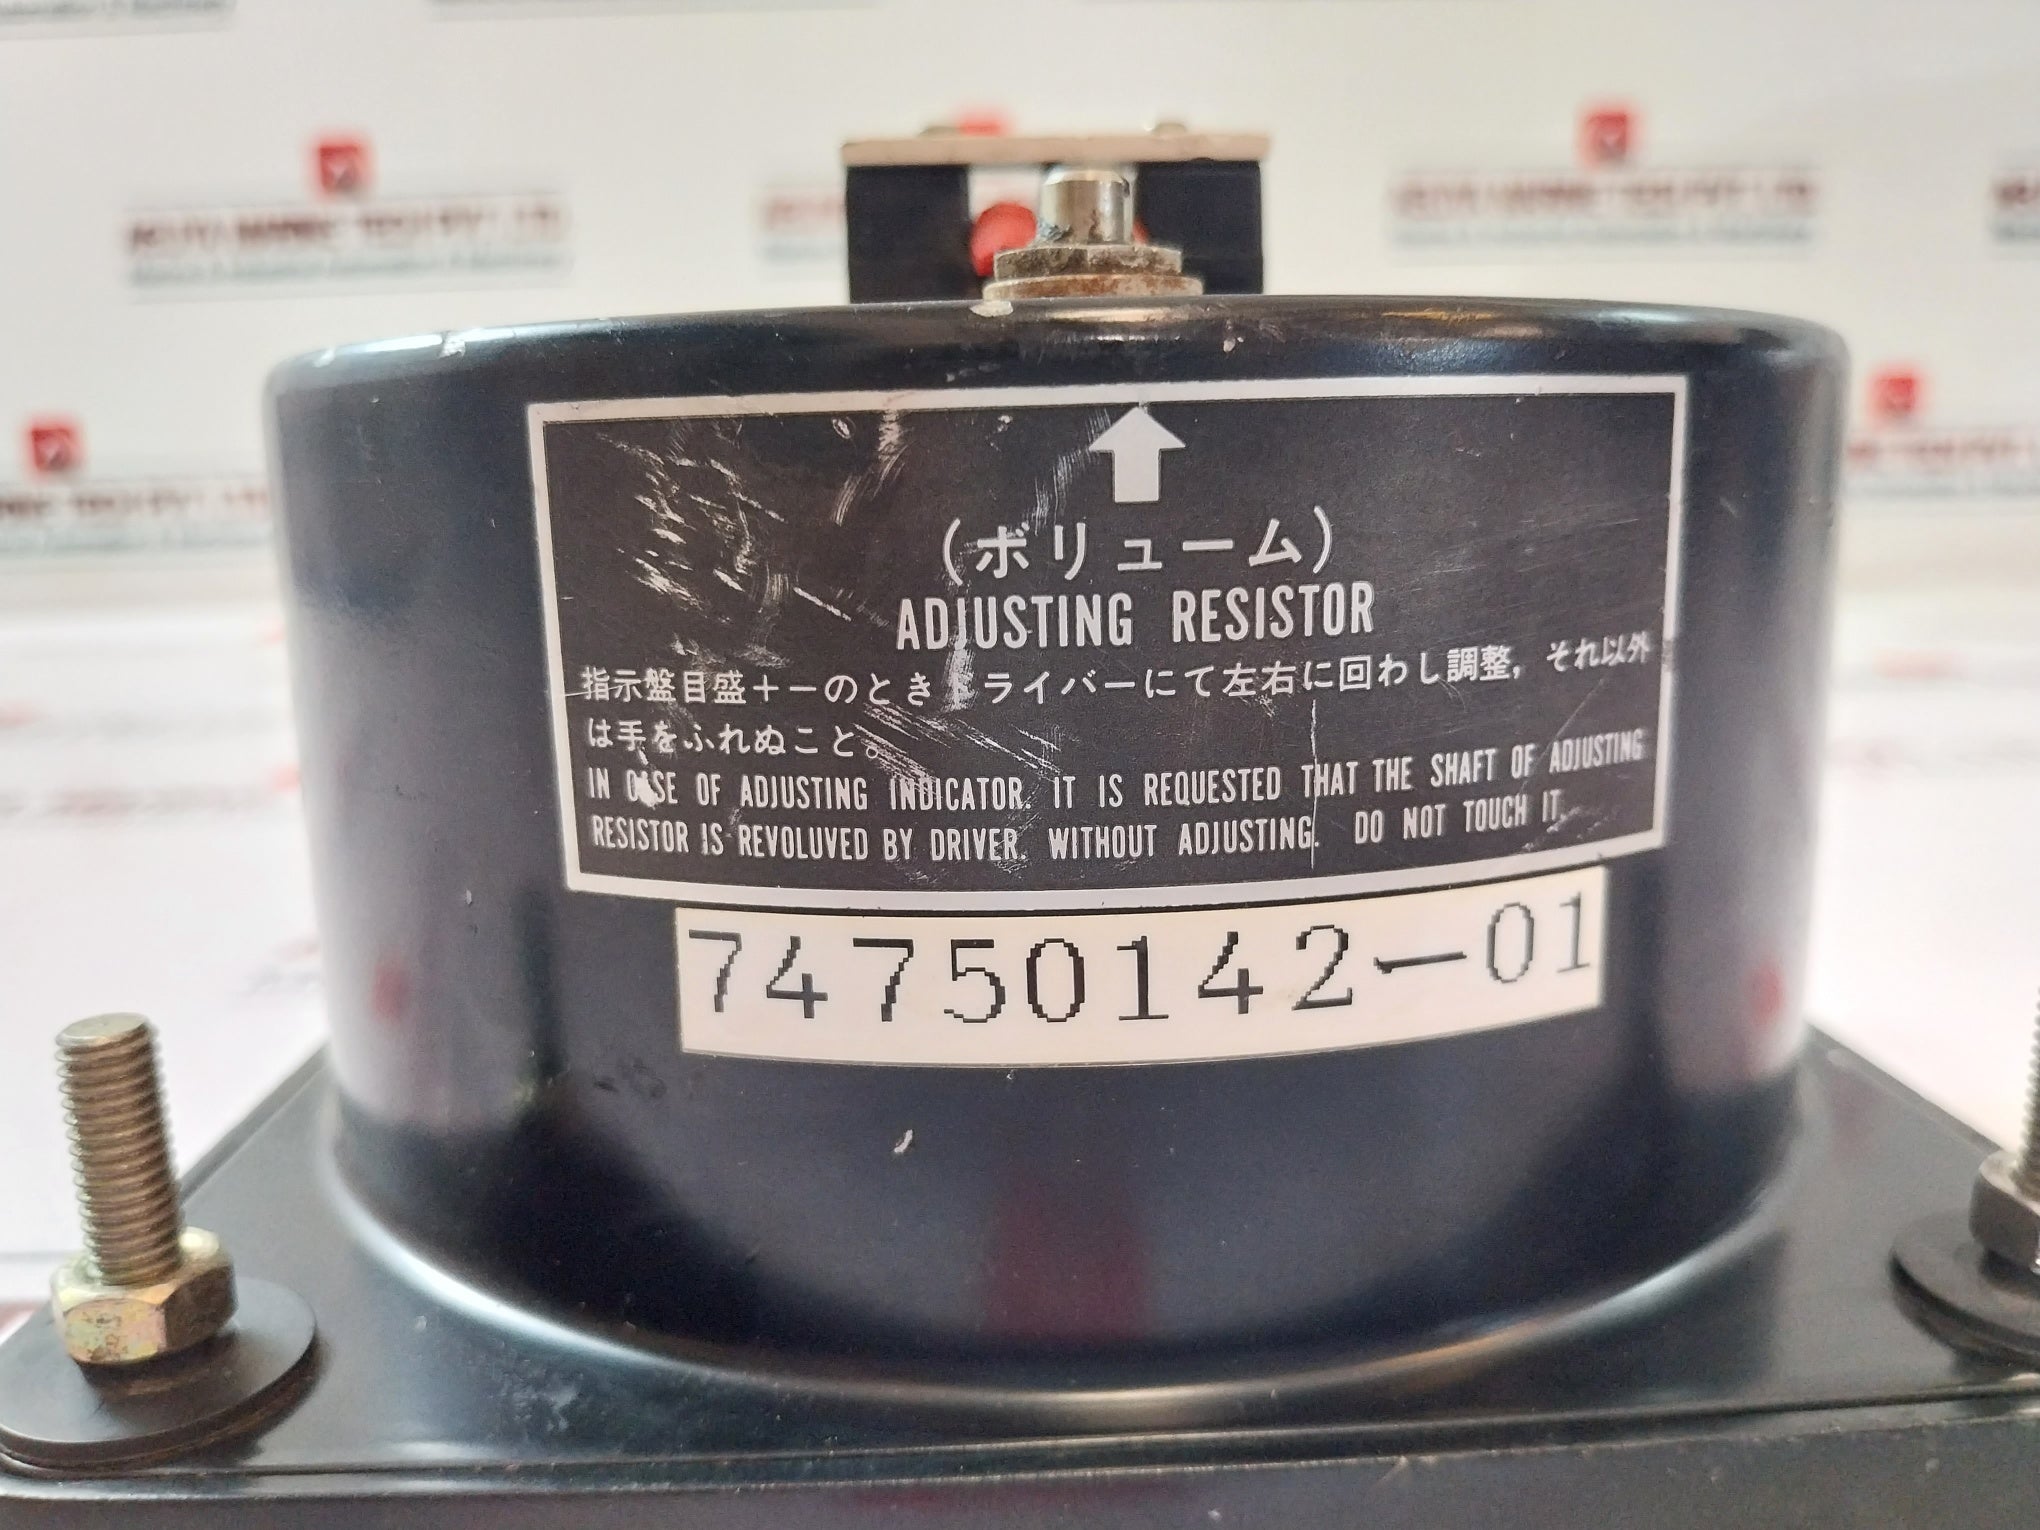 (ボリューム)
ADJUSTING RESISTOR
指示盤目盛+-のときドライバーにて左右に回わし調整,それ以外
は手をふれぬこと。
IN CASE OF ADJUSTING INDICATOR. IT IS REQUESTED THAT THE SHAFT OF ADJUSTING
RESISTOR IS REVOLUVED BY DRIVER. WITHOUT ADJUSTING. DO NOT TOUCH IT.
74750142-01